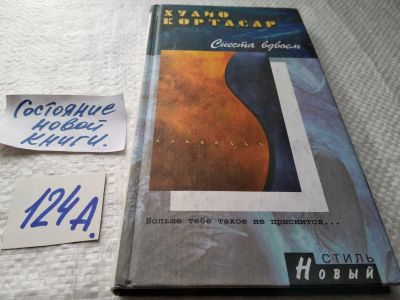 ХУЛИО
КОРТАСАР
Сиеста вдвоем
Состояние
новой
книги.
124А.
Больше тебе такое не приснится...
СТИЛЬ
Новый